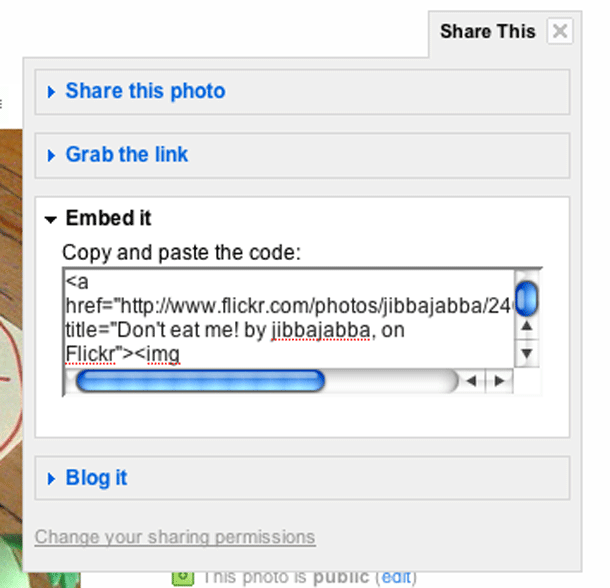 Share This
Share this photo
Grab the link
Embed it
Copy and paste the code:
<a
href="http://www.flickr.com/photos/jibbajabba/24
title="Don't eat me! by jibbajabba, on
Flickr"><img
Blog it
Change your sharing permissions
This photo is public (edit)